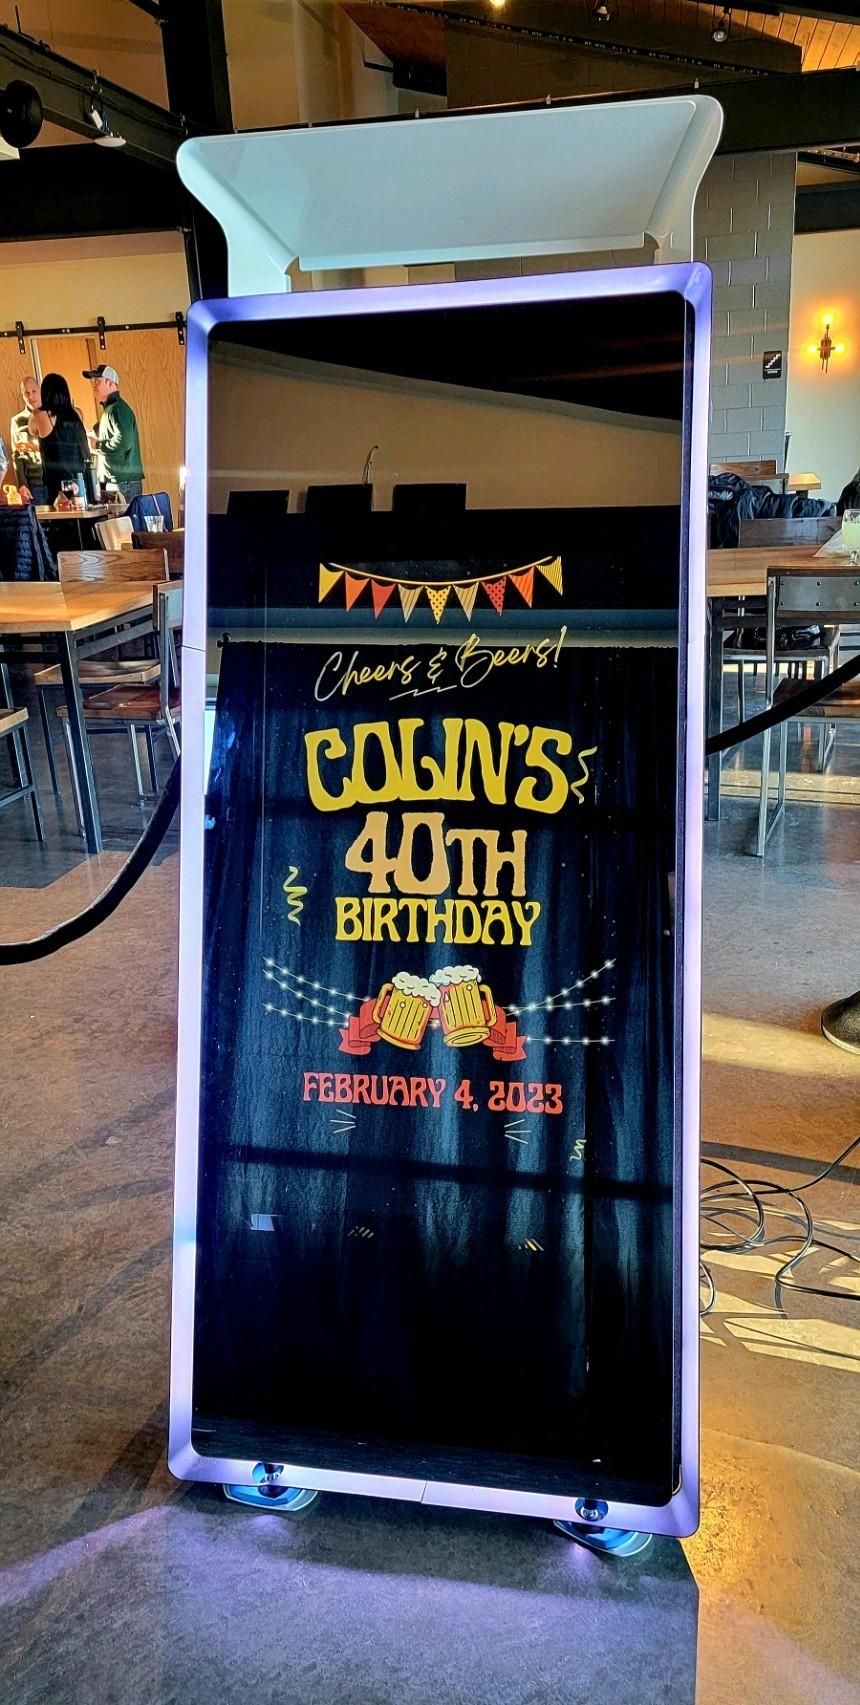 Cheers & Beers!
COLIN'S
40TH
BIRTHDAY
FEBRUARY 4, 2023